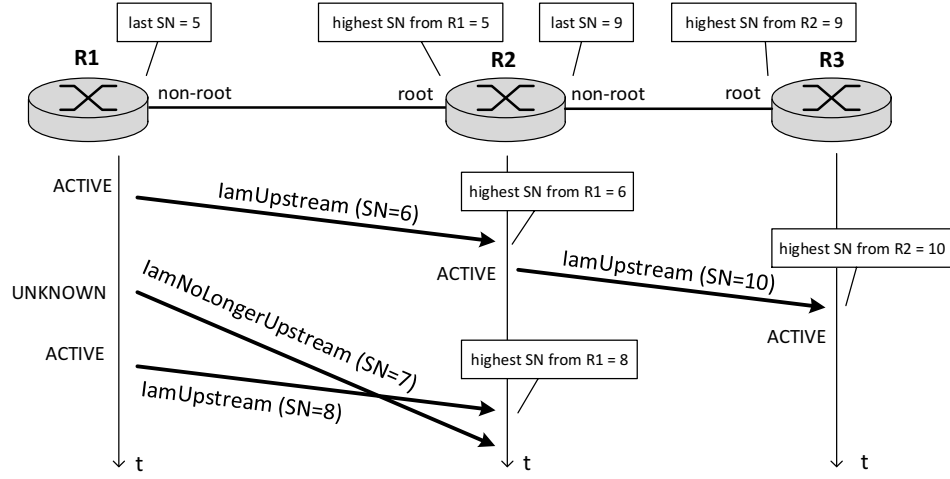 last SN = 5
highest SN from R1 = 5
last SN = 9
highest SN from R2 = 9
R1
R2
R3
non-root
root
non-root
root
ACTIVE
IamUpstream (SN=6)
highest SN from R1 = 6
highest SN from R2 = 10
ACTIVE
IamUpstream (SN=10)
UNKNOWN
IamNoLongerUpstream (SN=7)
ACTIVE
ACTIVE
highest SN from R1 = 8
IamUpstream (SN=8)
t
t
t